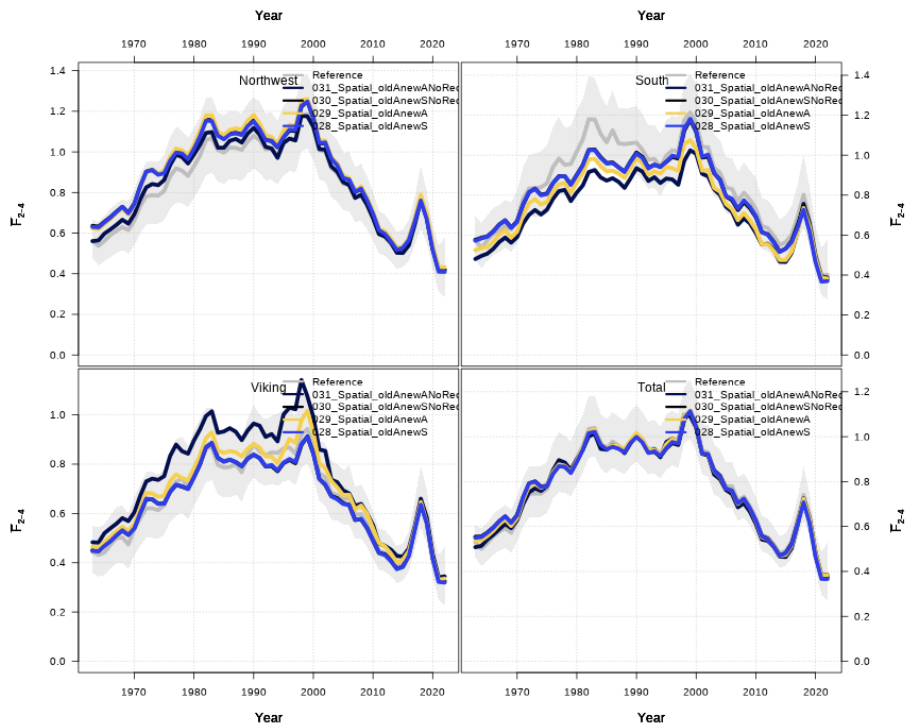 Year
Year
1970 1980 1990 2000 2010 2020
1970 1980 1990 2000 2010 2020
Northwest
Reference
031_Spatial_oldAnewANoRec
030_Spatial_oldAnewSNoRec
029_Spatial_oldAnewA
028_Spatial_oldAnewS
South
Reference
031_Spatial_oldAnewANoRec
030_Spatial_oldAnewSNoRec
029_Spatial_oldAnewA
028_Spatial_oldAnewS
F2-4
1.4
1.2
1.0
0.8
0.6
0.4
0.2
0.0
1.4
1.2
1.0
0.8
0.6
0.4
0.2
0.0
F2-4
Viking
Reference
031_Spatial_oldAnewANoRec
030_Spatial_oldAnewSNoRec
029_Spatial_oldAnewA
028_Spatial_oldAnewS
Total
Reference
031_Spatial_oldAnewANoRec
030_Spatial_oldAnewSNoRec
029_Spatial_oldAnewA
028_Spatial_oldAnewS
F2-4
1.0
0.8
0.6
0.4
0.2
0.0
1.2
1.0
0.8
0.6
0.4
0.2
0.0
F2-4
1970 1980 1990 2000 2010 2020
1970 1980 1990 2000 2010 2020
Year
Year